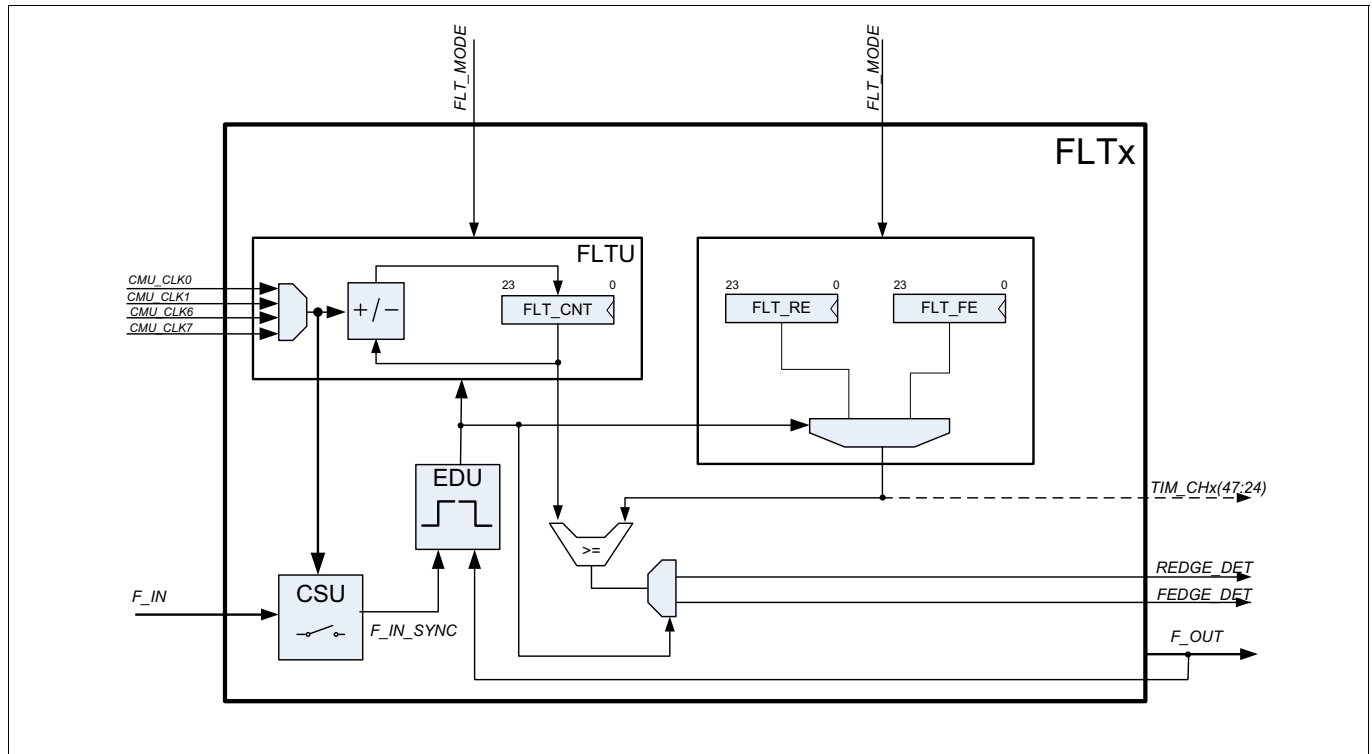 FLT_MODE
FLT_MODE
FLTx
FLTU
CMU_CLK0
CMU_CLK1
CMU_CLK6
CMU_CLK7
+/-
23 0
FLT_CNT
23 0
FLT_RE
23 0
FLT_FE
EDU
TIM_CHx(47:24)
>=
REDGE_DET
FEDGE_DET
F_IN
CSU
F_IN_SYNC
F_OUT